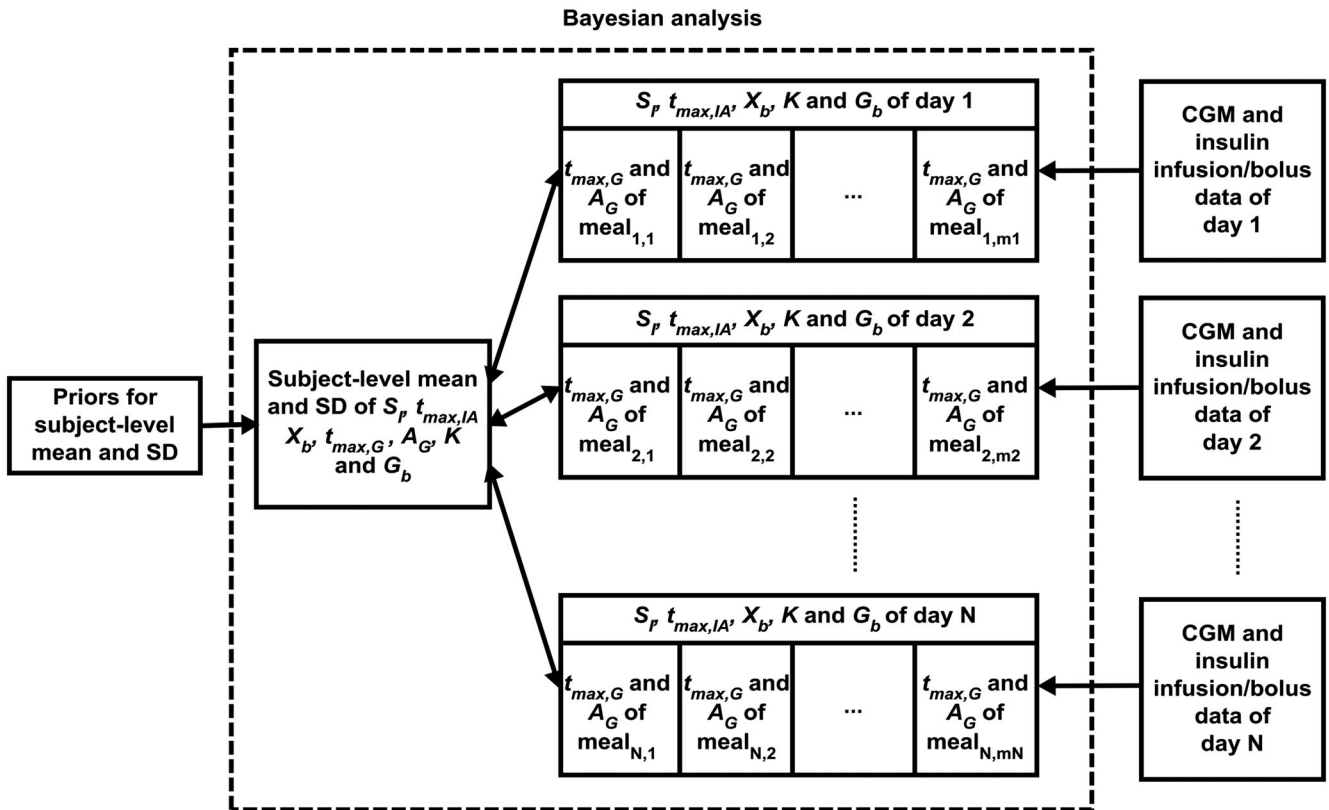 Bayesian analysis
Priors for
subject-level
mean and SD
Subject-level mean
and SD of S_I, t_max,IA
X_b, t_max,G, A_G, K
and G_b
S_I, t_max,IA, X_b, K and G_b of day 1
t_max,G and
A_G of
meal_1,1
t_max,G and
A_G of
meal_1,2
...
t_max,G and
A_G of
meal_1,m1
CGM and
insulin
infusion/bolus
data of
day 1
S_I, t_max,IA, X_b, K and G_b of day 2
t_max,G and
A_G of
meal_2,1
t_max,G and
A_G of
meal_2,2
...
t_max,G and
A_G of
meal_2,m2
CGM and
insulin
infusion/bolus
data of
day 2
S_I, t_max,IA, X_b, K and G_b of day N
t_max,G and
A_G of
meal_N,1
t_max,G and
A_G of
meal_N,2
...
t_max,G and
A_G of
meal_N,mN
CGM and
insulin
infusion/bolus
data of
day N